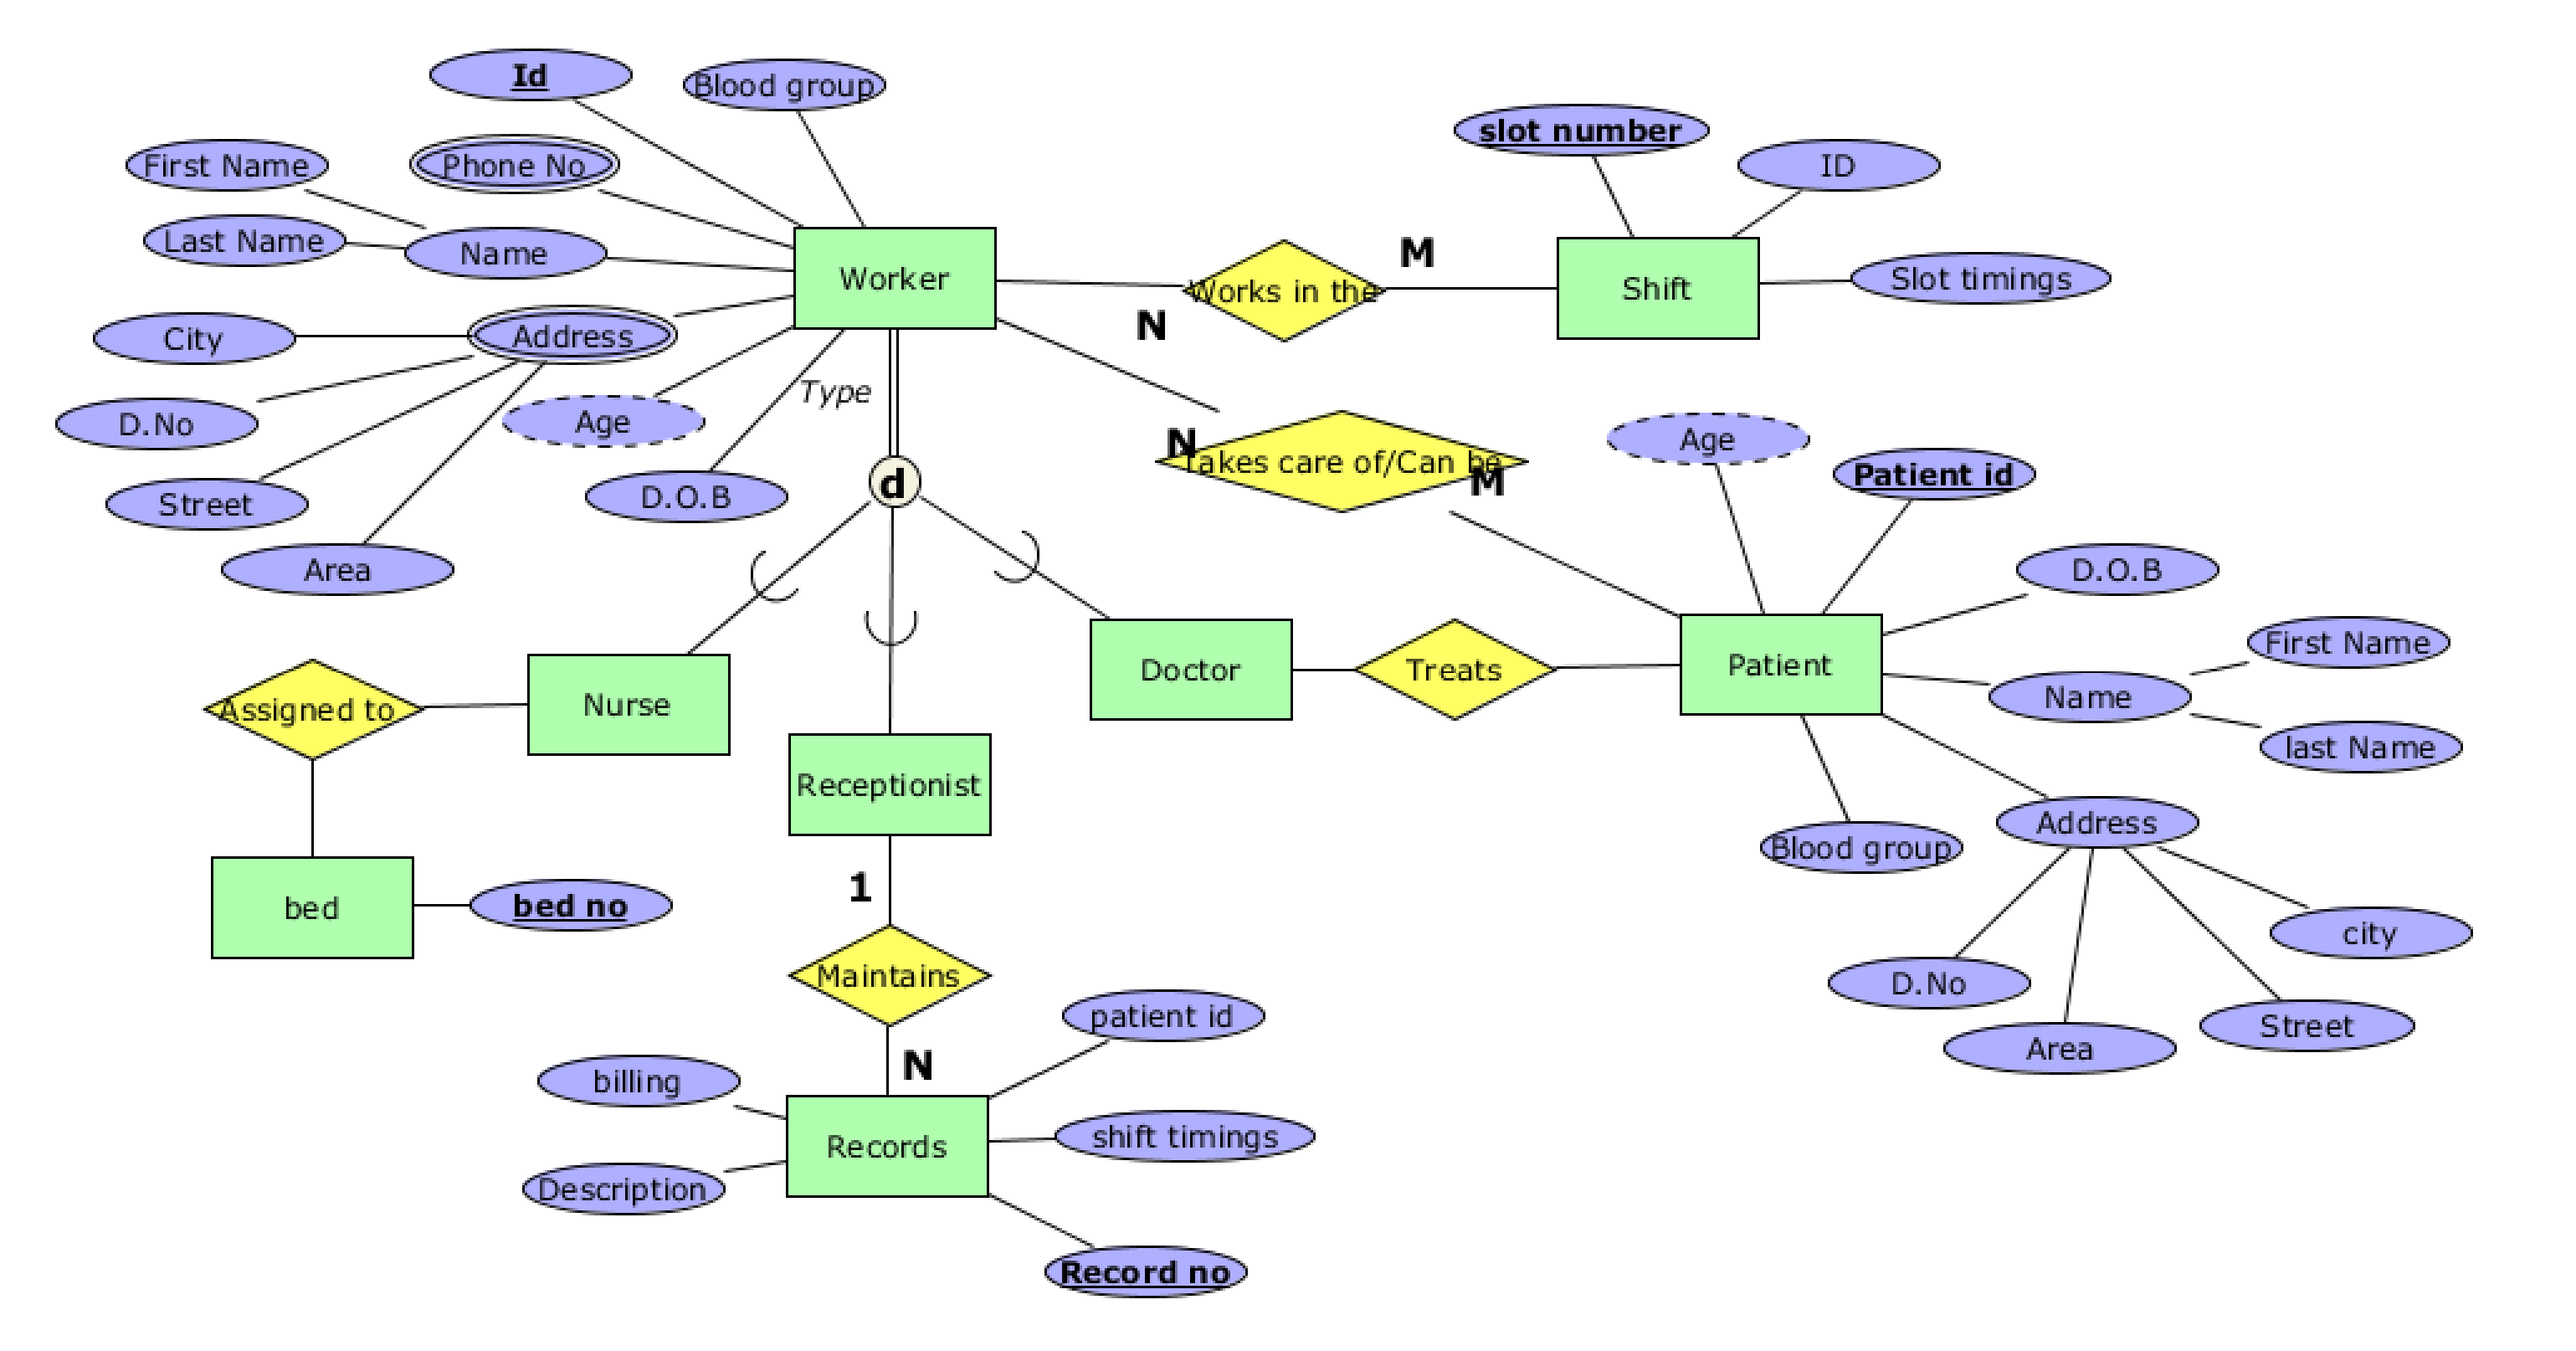 Id
Blood group
slot number
First Name
Phone No
ID
Last Name
Name
M
Worker
Works in the
Shift
Slot timings
City
Address
N
D.No
Age
Type
N
Takes care of/Can be
M
Age
Patient id
Street
D.O.B
d
Area
D.O.B
First Name
Assigned to
Nurse
Doctor
Treats
Patient
Name
last Name
Receptionist
Address
Blood group
bed
bed no
1
city
Maintains
D.No
patient id
Street
Area
N
billing
Records
shift timings
Description
Record no